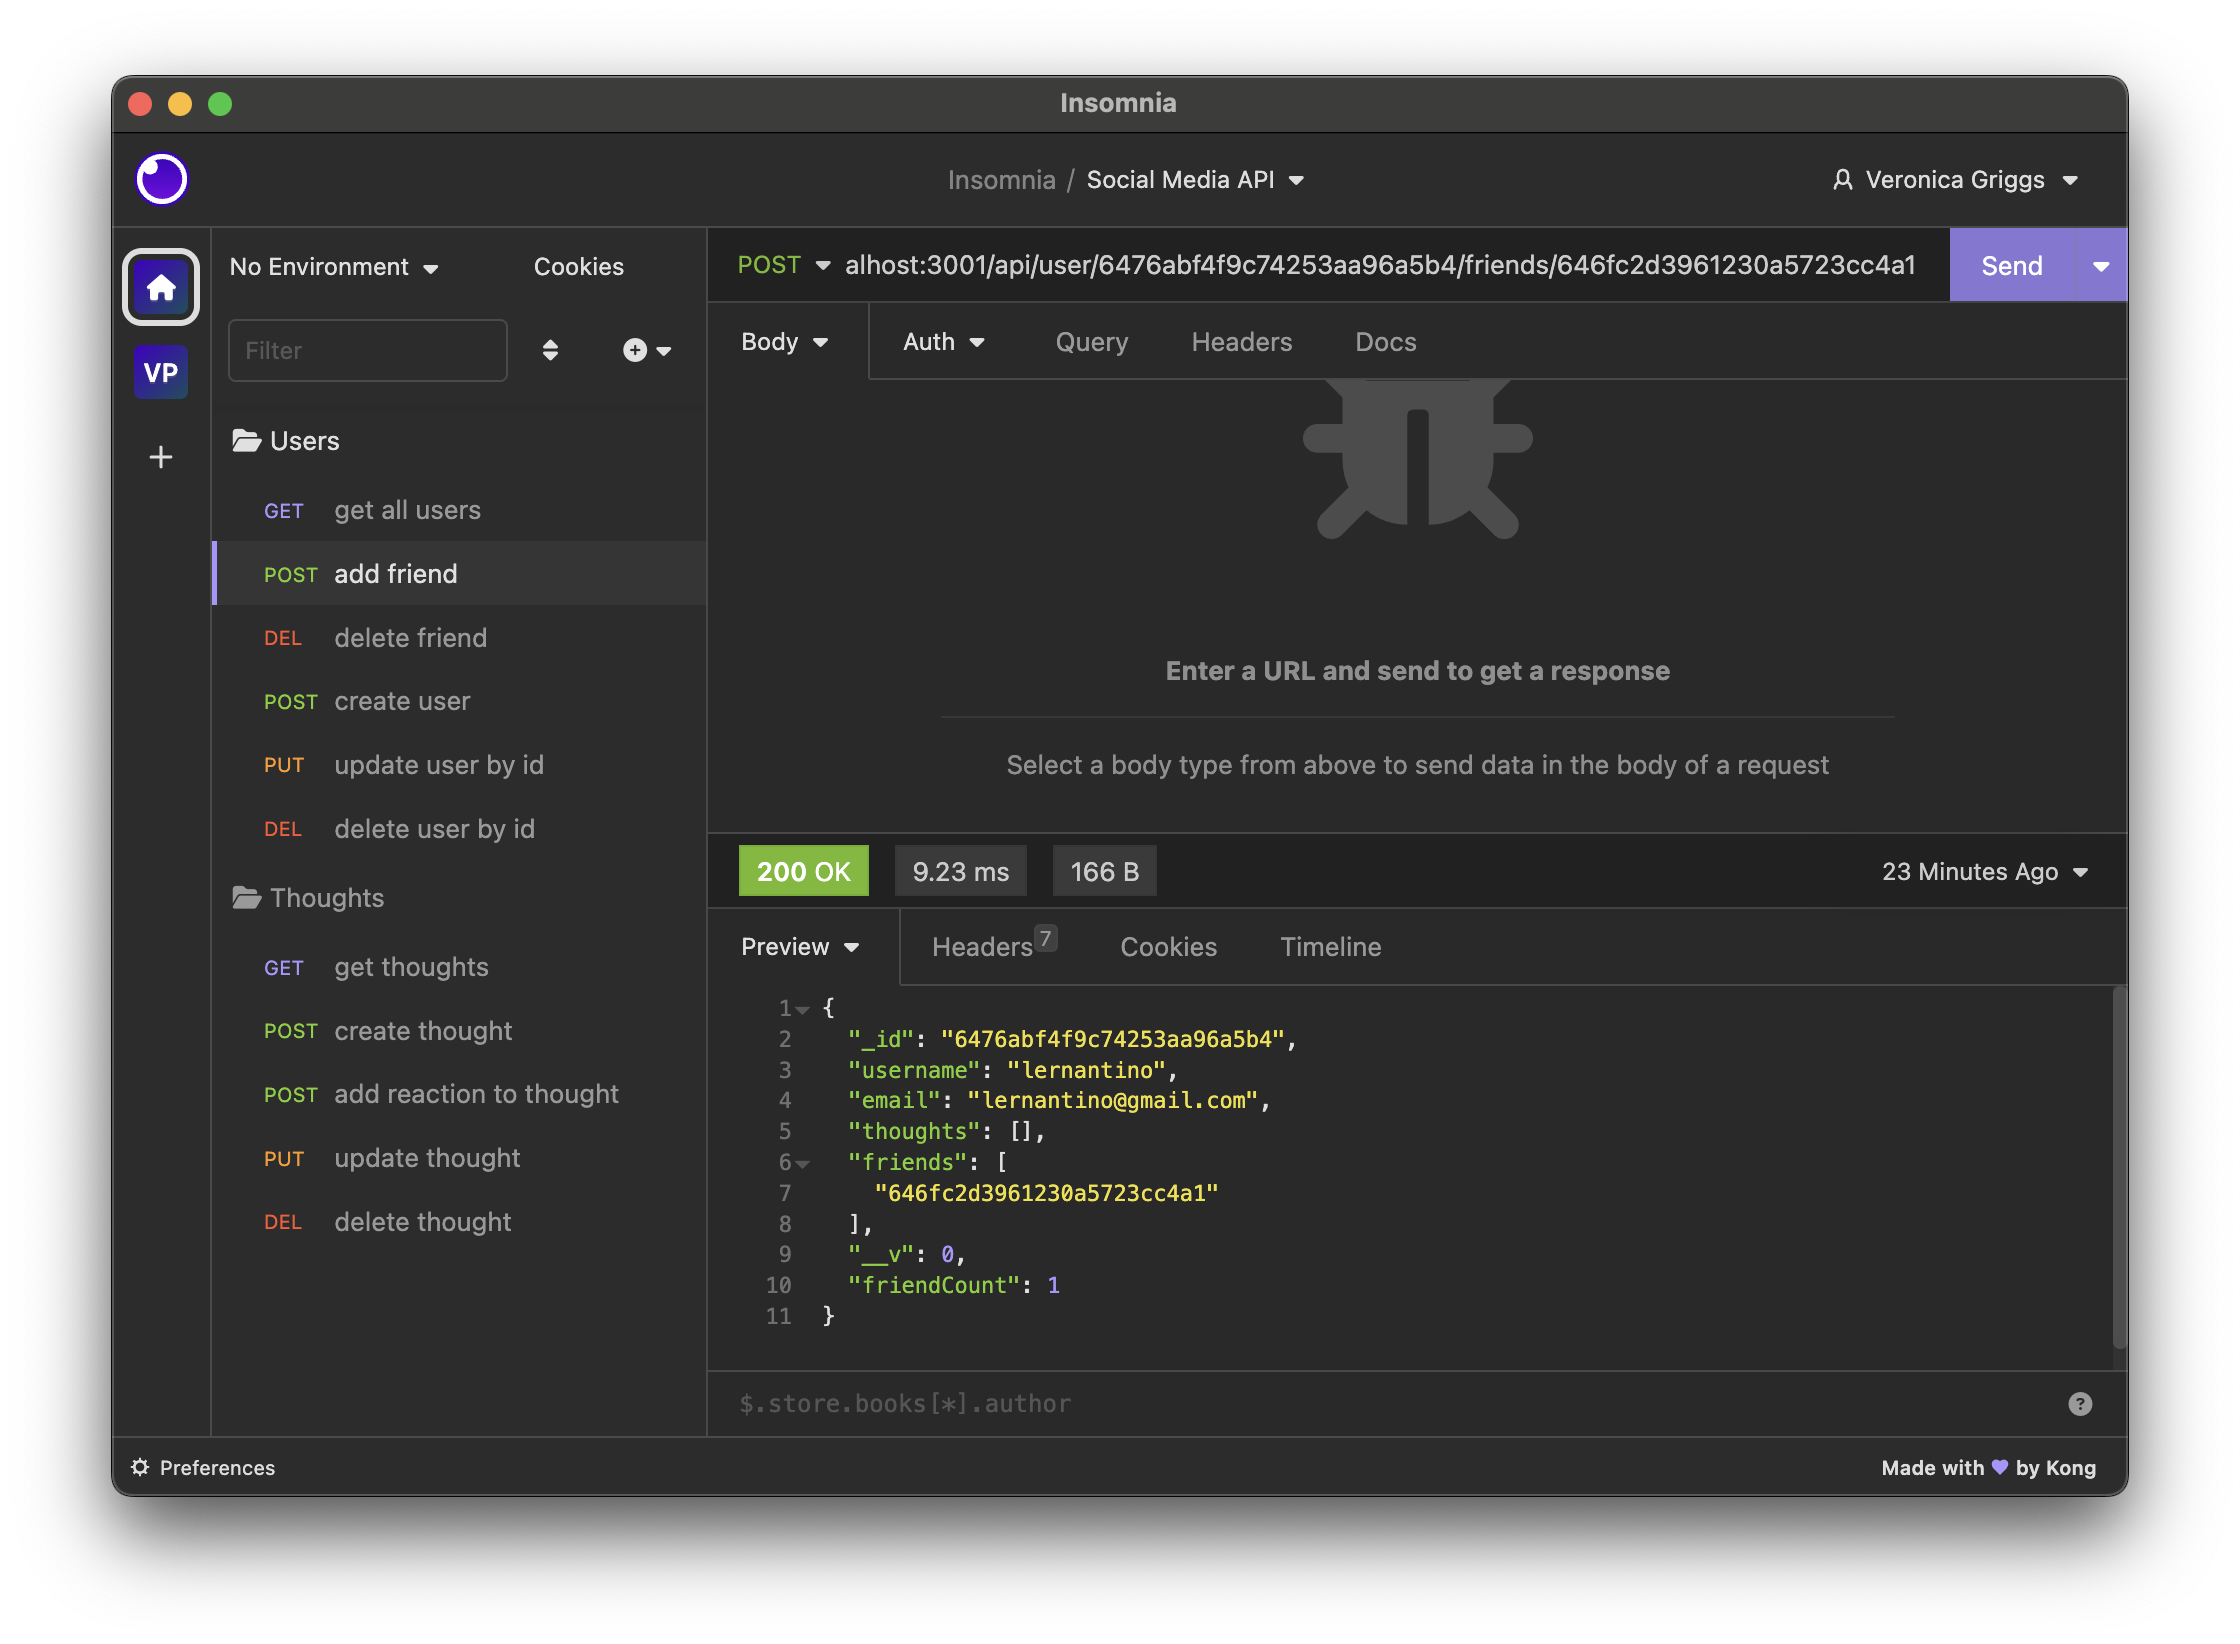 Insomnia
Insomnia / Social Media API
Veronica Griggs
No Environment
Cookies
Filter
VP
Users
GET get all users
POST add friend
DEL delete friend
POST create user
PUT update user by id
DEL delete user by id
Thoughts
GET get thoughts
POST create thought
POST add reaction to thought
PUT update thought
DEL delete thought
POST alhost:3001/api/user/6476abf4f9c74253aa96a5b4/friends/646fc2d3961230a5723cc4a1 Send
Body Auth Query Headers Docs
Enter a URL and send to get a response
Select a body type from above to send data in the body of a request
200 OK 9.23 ms 166 B 23 Minutes Ago
Preview Headers 7 Cookies Timeline
1 {
2 "_id": "6476abf4f9c74253aa96a5b4",
3 "username": "lernantino",
4 "email": "lernantino@gmail.com",
5 "thoughts": [],
6 "friends": [
7 "646fc2d3961230a5723cc4a1"
8 ],
9 "__v": 0,
10 "friendCount": 1
11 }
$.store.books[*].author
?
Preferences
Made with 💜 by Kong